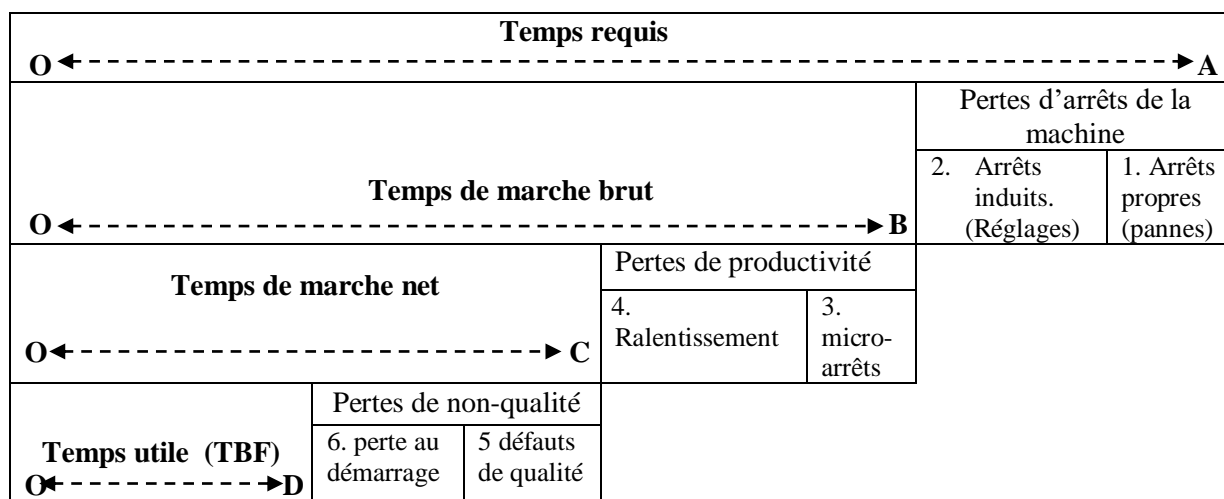 Temps requis
O A
Pertes d’arrêts de la
machine
2. Arrêts
induits.
(Réglages)
1. Arrêts
propres
(pannes)
Temps de marche brut
O B
Pertes de productivité
Temps de marche net
4.
Ralentissement
3.
micro-
arrêts
O C
Pertes de non-qualité
6. perte au
démarrage
5 défauts
de qualité
Temps utile (TBF)
O D